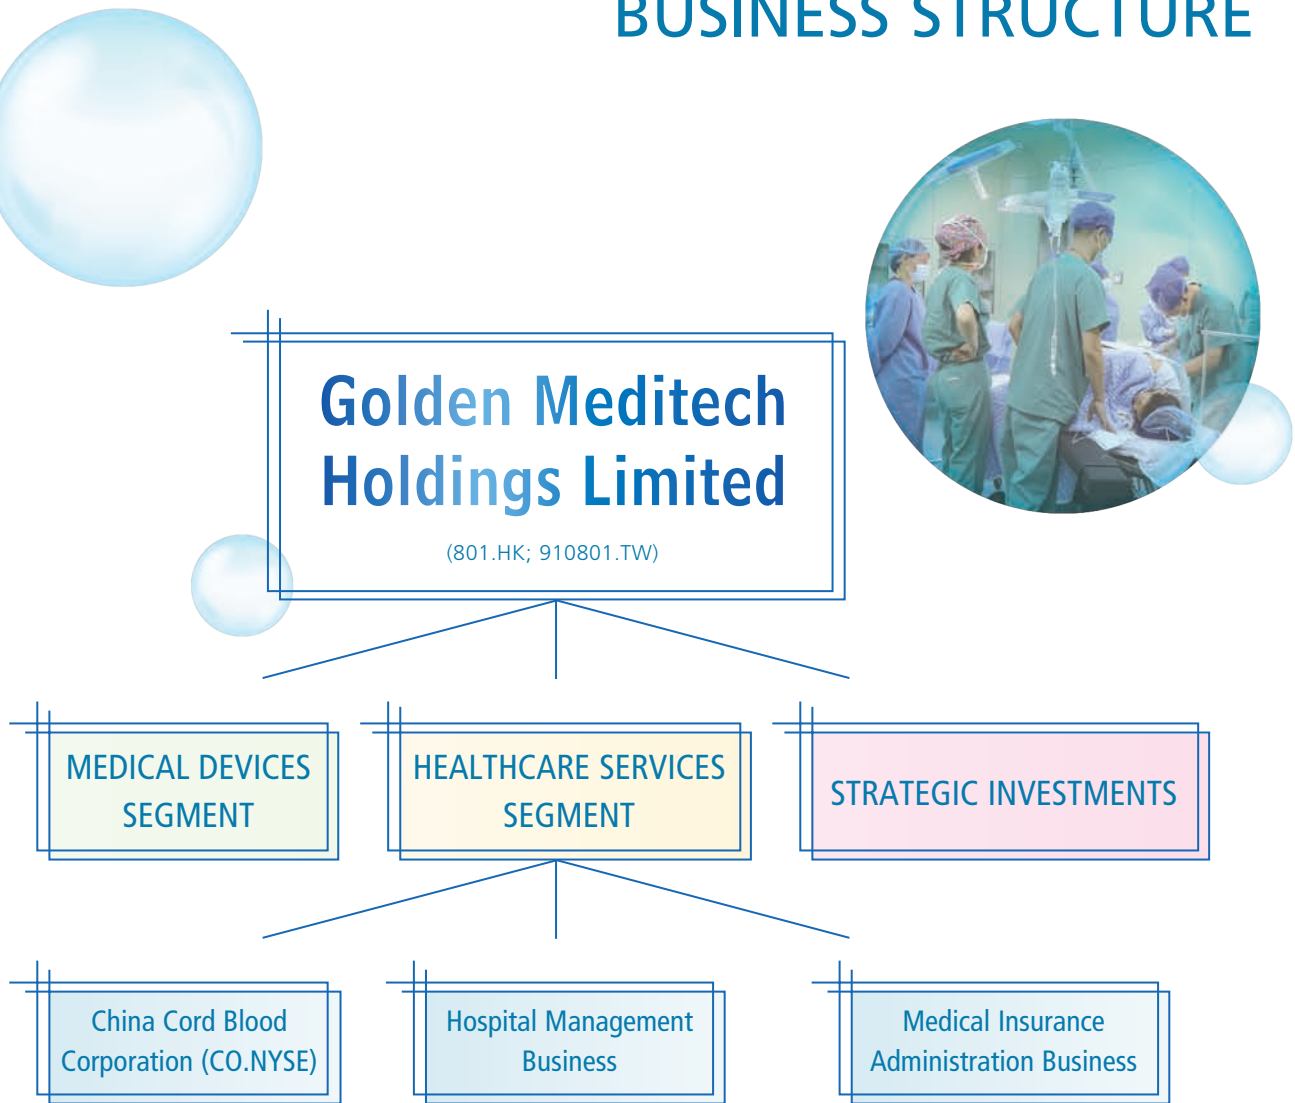 BUSINESS STRUCTURE
Golden Meditech
Holdings Limited
(801.HK; 910801.TW)
MEDICAL DEVICES
SEGMENT
HEALTHCARE SERVICES
SEGMENT
STRATEGIC INVESTMENTS
China Cord Blood
Corporation (CO.NYSE)
Hospital Management
Business
Medical Insurance
Administration Business